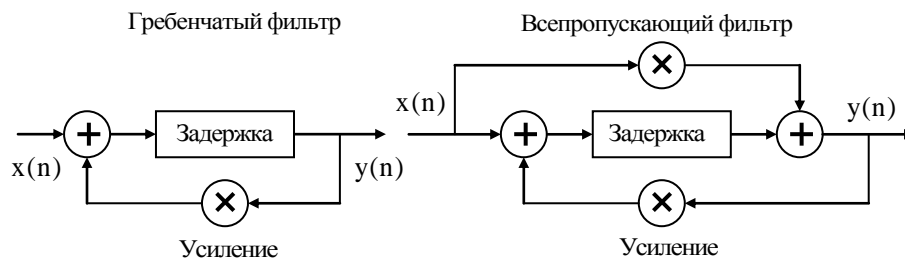 Гребенчатый фильтр
x(n)
+
Задержка
y(n)
×
Усиление
Всепропускающий фильтр
×
x(n)
+
Задержка
+
y(n)
×
Усиление